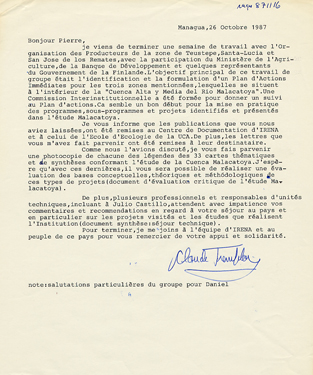 reçu 871116
Managua,26 Octobre 1987
Bonjour Pierre,
je viens de terminer une semaine de travail avec l'Or-
ganisation des Producteurs de la zone de Teustepe,Santa-Lucia et
San Jose de los Remates,avec la participation du Ministère de l'Agri-
culture,de la Banque de Développement et quelques représentants
du Gouvernement de la Finlande.L'objectif principal de ce travail de
groupe était l'identification et la formulation d'un Plan d'Actions
immédiates pour les trois zones mentionnées,lesquelles se situent
à l'intérieur de la "Cuenca Alta y Media del Rio Malacatoya".Une
Commission Interinstitutionnelle a été formée pour donner un suivi
au Plan d'actions.Ca semble un bon début pour la mise en pratique
des programmes,sous-programmes et projets identifiés et présentés
dans l'étude Malacatoya.
Je vous informe que les publications que vous nous
aviez laissées,ont été remises au Centre de Documentation d'IRENA
et à celui de l'Ecole d'Ecologie de la UCA.De plus,les lettres que
vous m'avez fait parvenir ont été remises à leur destinataire.
Comme nous l'avions discuté,je vous fais parvenir
une photocopie de chacune des légendes des 33 cartes thématiques
et de synthèses conformant l'étude de la Cuenca Malacatoya.J'espè-
re qu'avec ces dernières,il vous sera possible de réaliser une éva-
luation des bases conceptuelles,théoriques et méthodologiques de
ces types de projets(document d'évaluation critique de l'étude Ma-
lacatoya).
De plus,plusieurs professionels et responsables d'unités
techniques,incluant à Julio Castillo,attendent avec impatience vos
commentaires et recommendations en regard à votre séjour au pays et
en particulier sur les projets visités et les études que réalisent
l'Institution(document synthèse:séjour technique).
Pour terminer,je me joins à l'équipe d'IRENA et au
peuple de ce pays pour vous remercier de votre appui et solidarité.
Claude Tremblay
note:salutations particulières du groupe pour Daniel